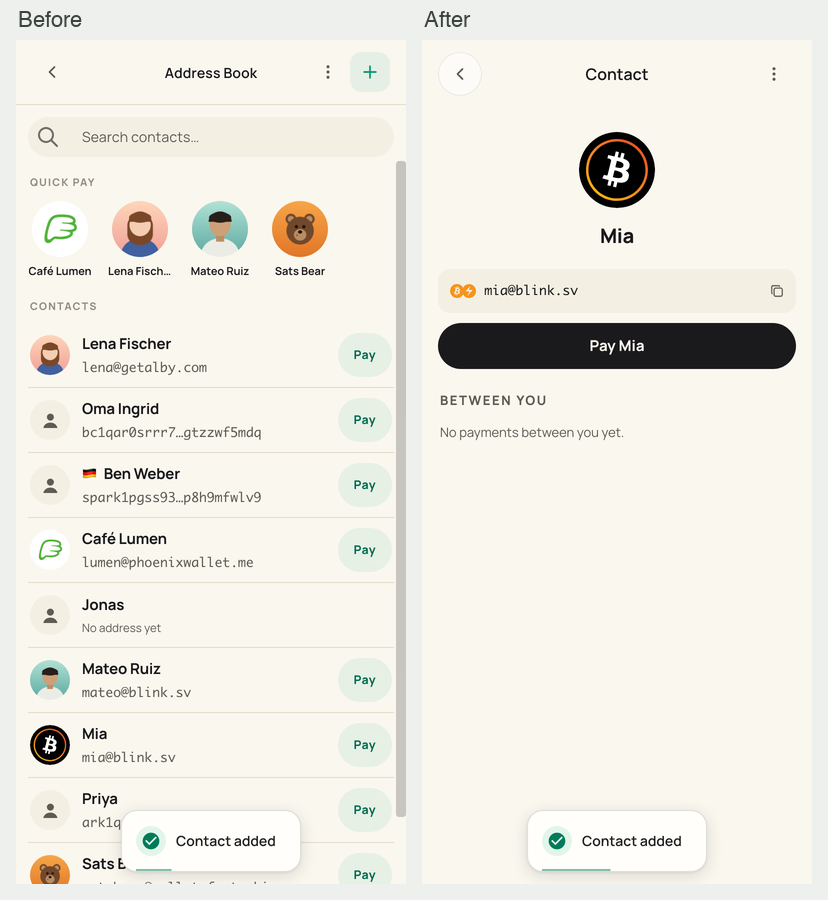 Before
Address Book
Search contacts...
QUICK PAY
Café Lumen
Lena Fisch...
Mateo Ruiz
Sats Bear
CONTACTS
Lena Fischer
lena@getalby.com
Pay
Oma Ingrid
bc1qar0srrr7…gtzzwf5mdq
Pay
Ben Weber
spark1pgss93…p8h9mfwlv9
Pay
Café Lumen
lumen@phoenixwallet.me
Pay
Jonas
No address yet
Mateo Ruiz
mateo@blink.sv
Pay
Mia
mia@blink.sv
Pay
Priya
ark1q
Pay
Sats B
Pay
Contact added
After
Contact
Mia
mia@blink.sv
Pay Mia
BETWEEN YOU
No payments between you yet.
Contact added